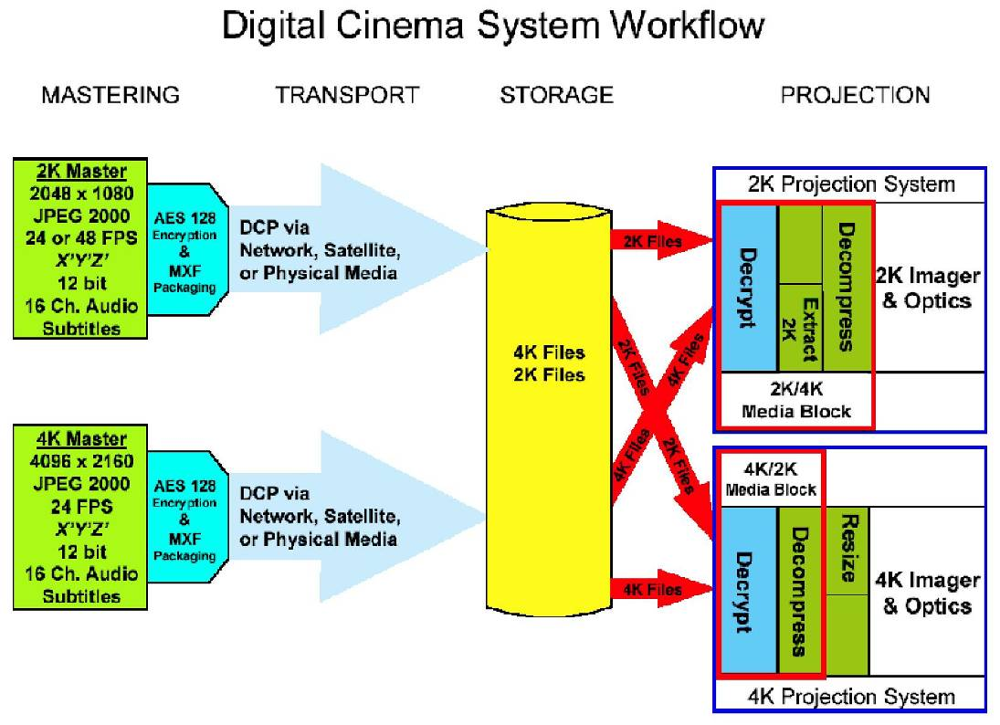 Digital Cinema System Workflow
MASTERING
TRANSPORT
STORAGE
PROJECTION
2K Master
2048 x 1080
JPEG 2000
24 or 48 FPS
X'Y'Z'
12 bit
16 Ch. Audio
Subtitles
AES 128
Encryption
&
MXF
Packaging
DCP via
Network, Satellite,
or Physical Media
4K Master
4096 x 2160
JPEG 2000
24 FPS
X'Y'Z'
12 bit
16 Ch. Audio
Subtitles
AES 128
Encryption
&
MXF
Packaging
DCP via
Network, Satellite,
or Physical Media
4K Files
2K Files
2K Files
2K Files
4K Files
4K Files
2K Files
4K Files
2K Projection System
Decrypt
Extract
2K
Decompress
2K Imager
& Optics
2K/4K
Media Block
4K/2K
Media Block
Decrypt
Decompress
Resize
4K Imager
& Optics
4K Projection System